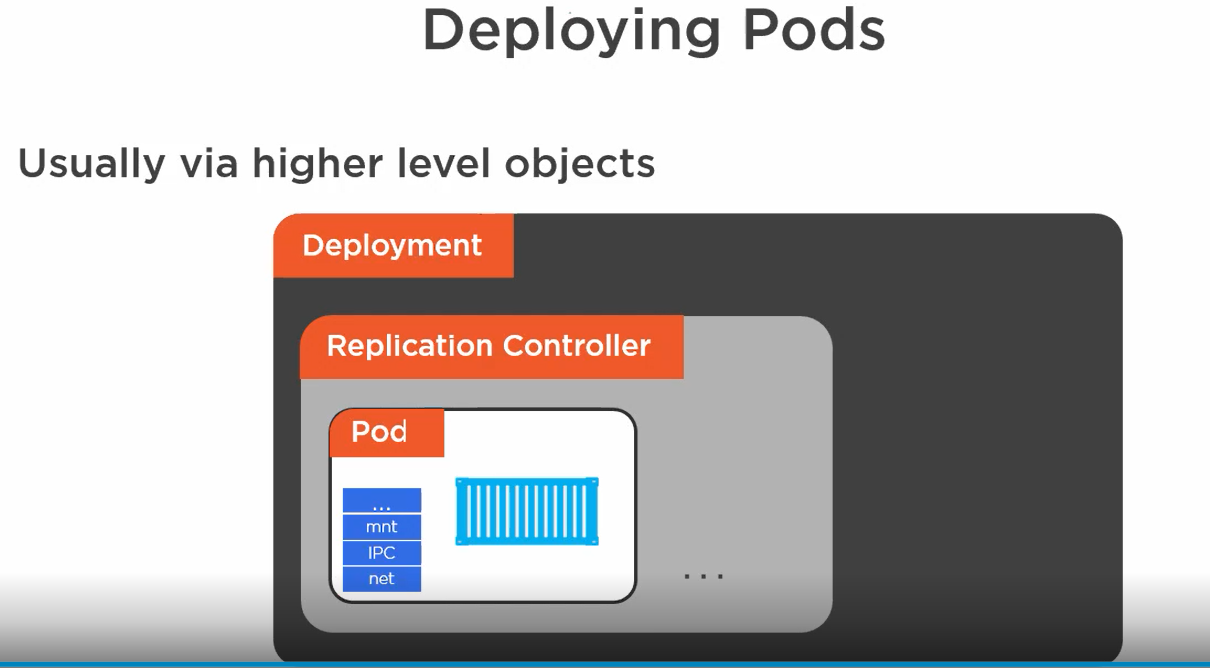 Deploying Pods
Usually via higher level objects
Deployment
Replication Controller
Pod
...
mnt
IPC
net
...